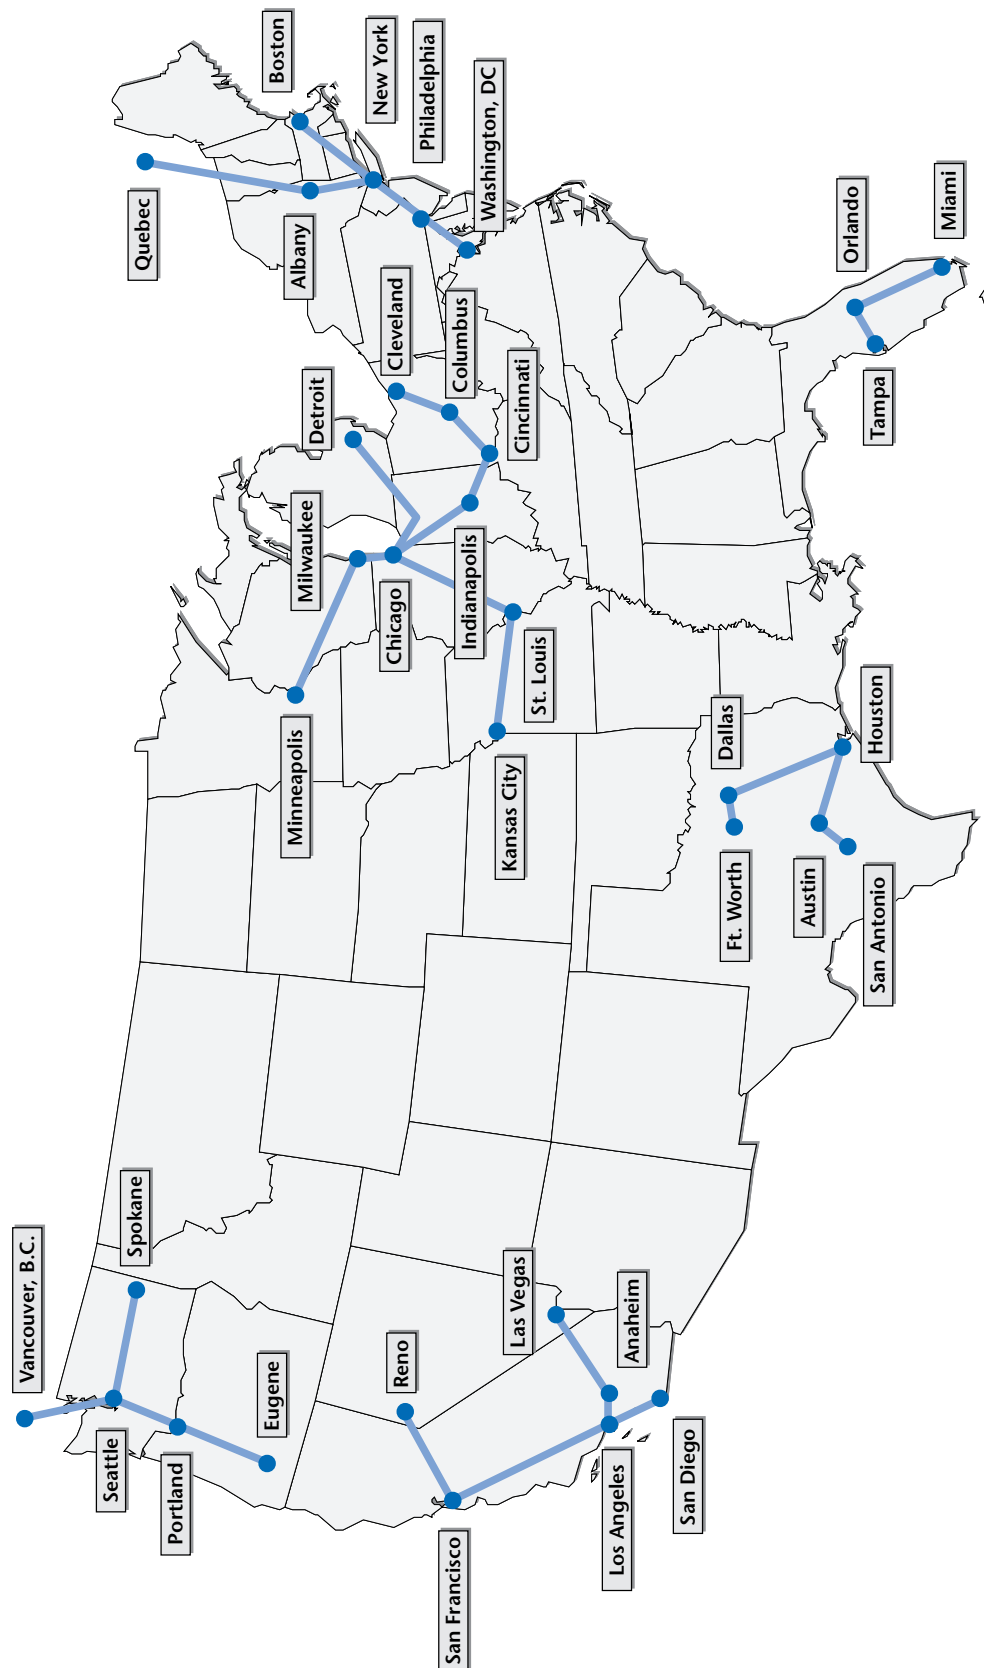 Vancouver, B.C.
Seattle
Spokane
Portland
Eugene
Reno
San Francisco
Las Vegas
Los Angeles
Anaheim
San Diego
Minneapolis
Milwaukee
Chicago
Detroit
Indianapolis
Cleveland
Columbus
Cincinnati
St. Louis
Kansas City
Quebec
Albany
Boston
New York
Philadelphia
Washington, DC
Dallas
Ft. Worth
Austin
Houston
San Antonio
Orlando
Tampa
Miami